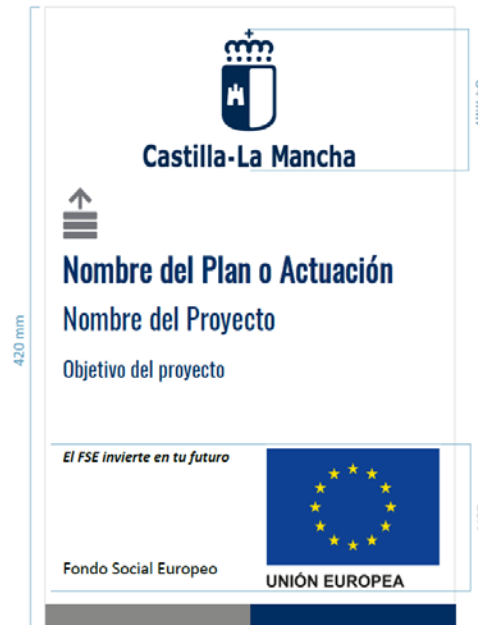 Castilla-La Mancha
Nombre del Plan o Actuación
Nombre del Proyecto
Objetivo del proyecto
420 mm
El FSE invierte en tu futuro
Fondo Social Europeo
UNIÓN EUROPEA